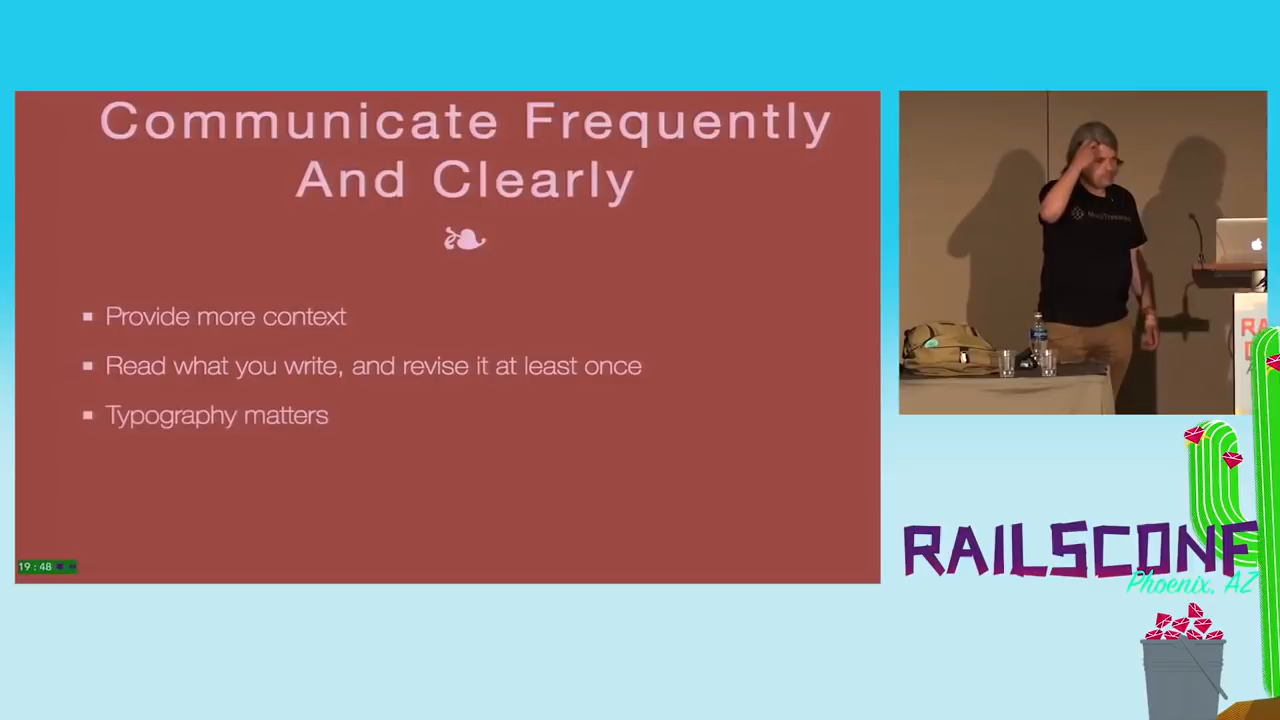 Communicate Frequently
And Clearly
Provide more context
Read what you write, and revise it at least once
Typography matters
19 : 48
RAILSCONF
Phoenix, AZ